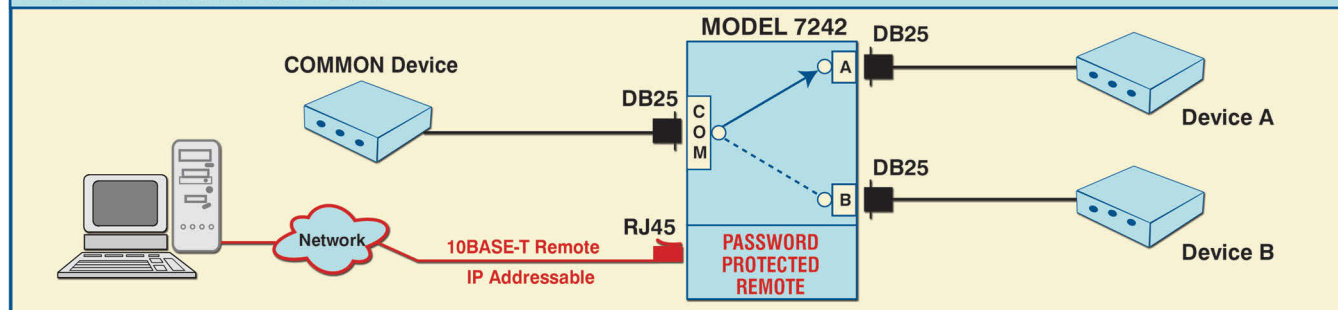 MODEL 7242
COMMON Device
DB25
C
O
M
A
B
DB25
Device A
DB25
Device B
Network
10BASE-T Remote
IP Addressable
RJ45
PASSWORD
PROTECTED
REMOTE